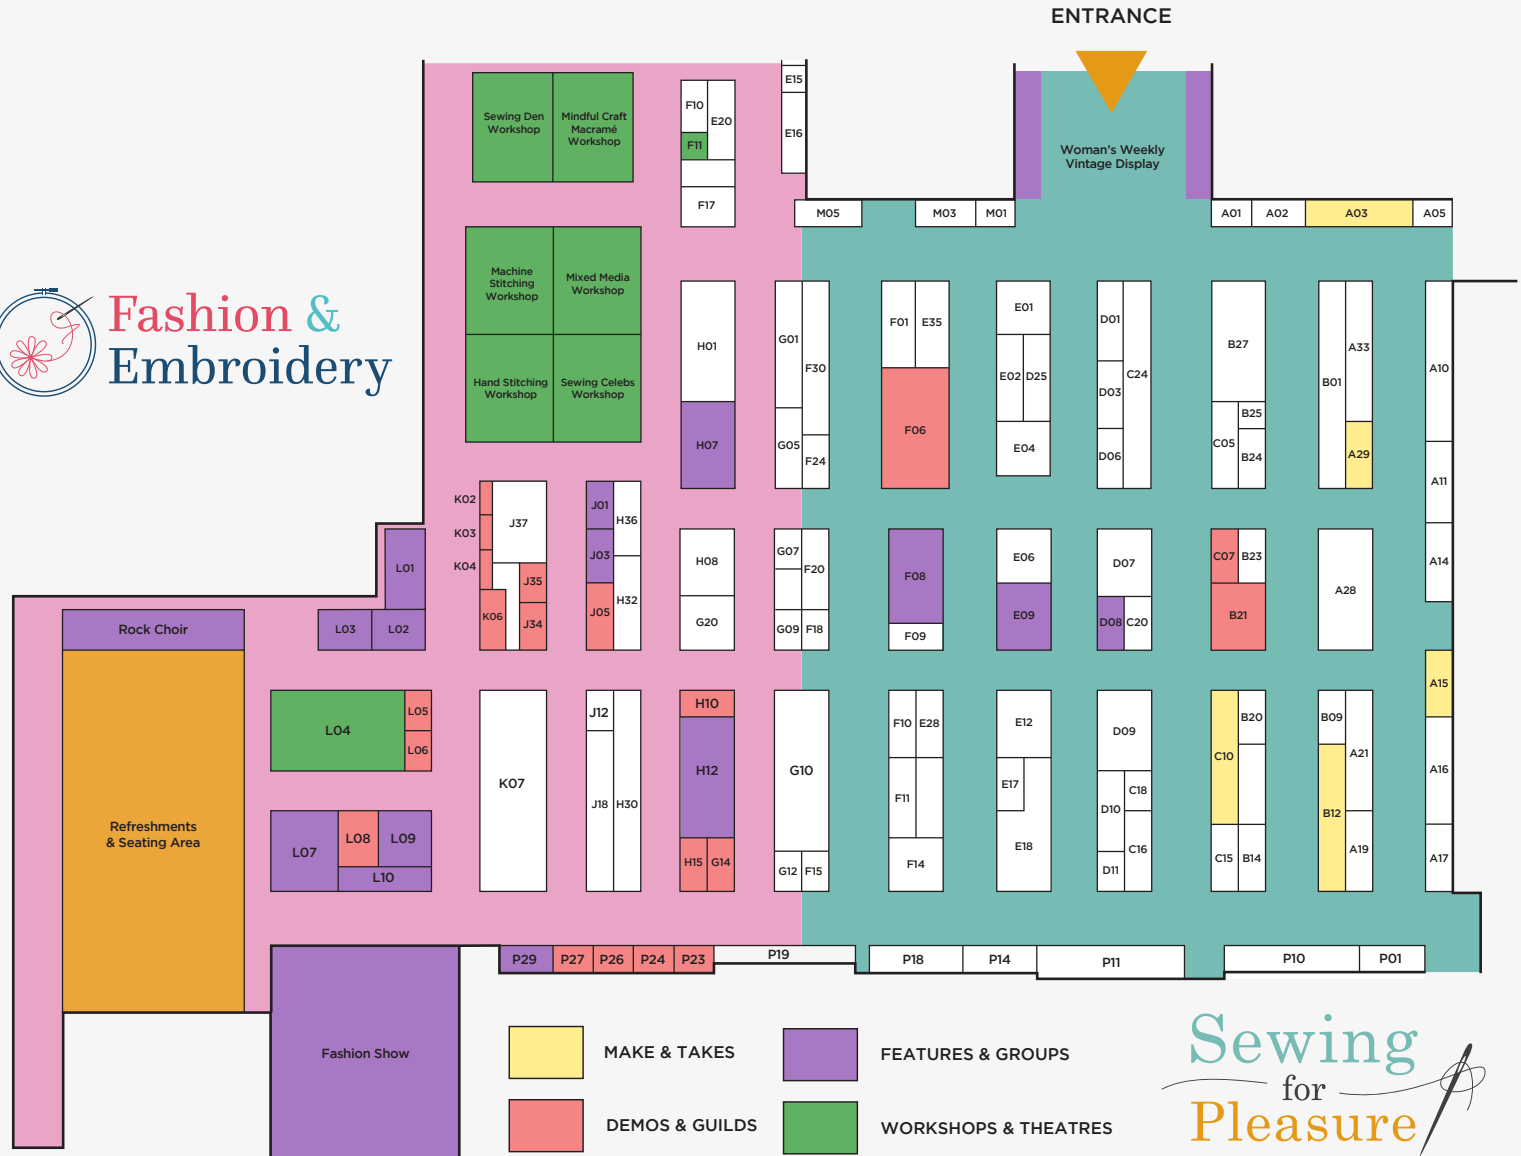 ENTRANCE
E15
F10
E20
Sewing Den
Workshop
Mindful Craft
Macramé
Workshop
E16
F11
Woman's Weekly
Vintage Display
F17
M05
M03
M01
A01
A02
A03
A05
Machine
Stitching
Workshop
Mixed Media
Workshop
Fashion &
Embroidery
H01
G01
F30
F01
E35
E01
D01
C24
B27
B01
A33
A10
E02
D25
D03
Hand Stitching
Workshop
Sewing Celebs
Workshop
H07
G05
F24
F06
E04
D06
C05
B25
B24
A29
A11
K02
K03
K04
J37
J01
H36
J03
L01
H08
G07
F20
F08
E06
D07
C07
B23
A28
A14
J35
K06
J34
J05
H32
Rock Choir
L03
L02
G20
G09
F18
F09
E09
D08
C20
B21
A15
L04
L05
L06
K07
J12
J18
H30
H10
H12
G10
F10
E28
E12
D09
C10
B20
B09
A21
A16
F11
E17
D10
C18
B12
Refreshments
& Seating Area
L07
L08
L09
L10
H15
G14
G12
F15
F14
E18
D11
C16
C15
B14
A19
A17
P29
P27
P26
P24
P23
P19
P18
P14
P11
P10
P01
Fashion Show
MAKE & TAKES
FEATURES & GROUPS
DEMOS & GUILDS
WORKSHOPS & THEATRES
Sewing
for
Pleasure